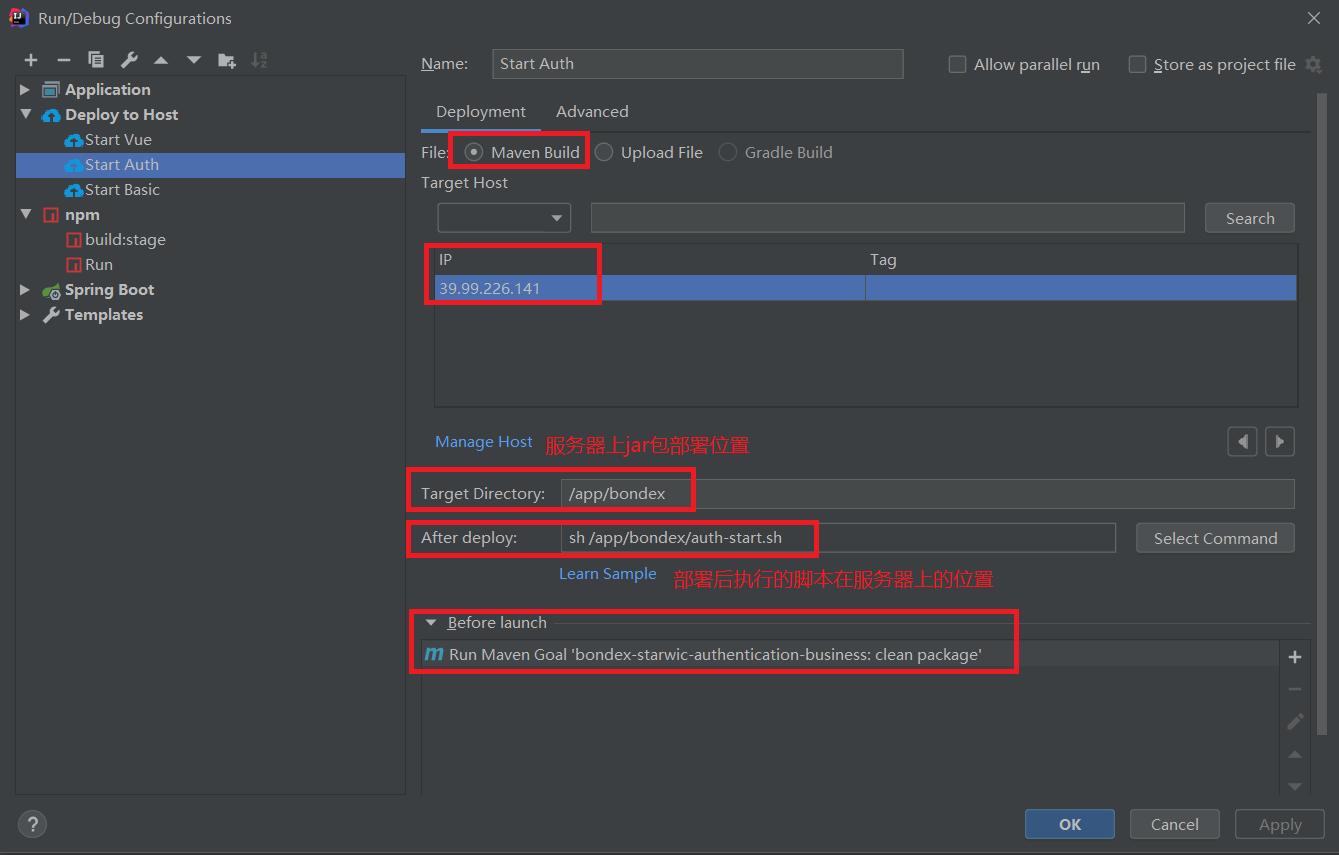 Run/Debug Configurations
Application
Deploy to Host
Start Vue
Start Auth
Start Basic
npm
build:stage
Run
Spring Boot
Templates
Name: Start Auth Allow parallel run Store as project file
Deployment Advanced
File: Maven Build Upload File Gradle Build
Target Host
Search
IP Tag
39.99.226.141
Manage Host 服务器上jar包部署位置
Target Directory: /app/bondex
After deploy: sh /app/bondex/auth-start.sh Select Command
Learn Sample 部署后执行的脚本在服务器上的位置
Before launch
Run Maven Goal 'bondex-starwic-authentication-business: clean package'
? OK Cancel Apply